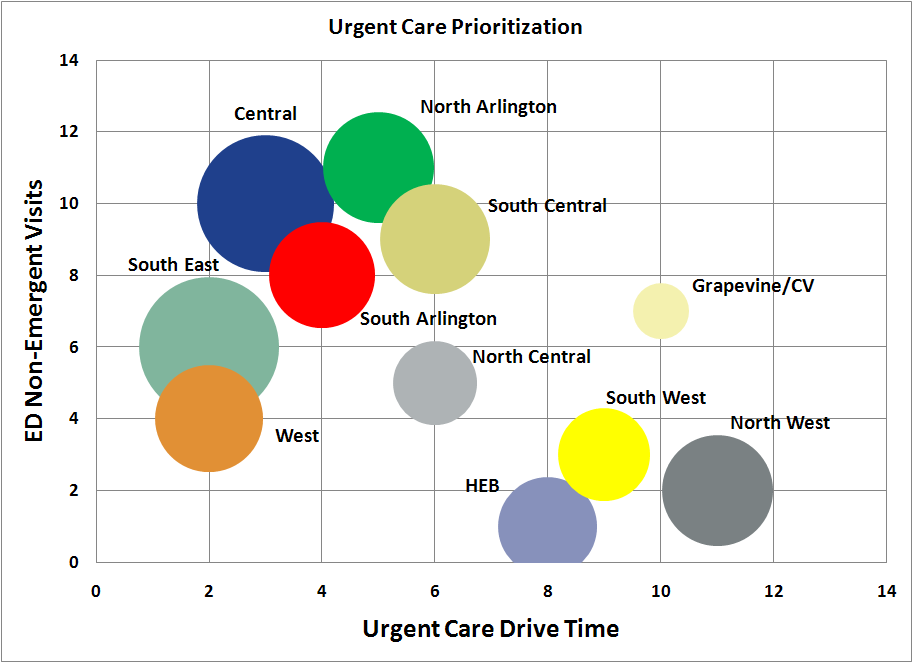 Urgent Care Prioritization
14
12
10
8
6
4
2
0
ED Non-Emergent Visits
Central
North Arlington
South Central
South East
Grapevine/CV
South Arlington
North Central
South West
North West
West
HEB
0 2 4 6 8 10 12 14
Urgent Care Drive Time